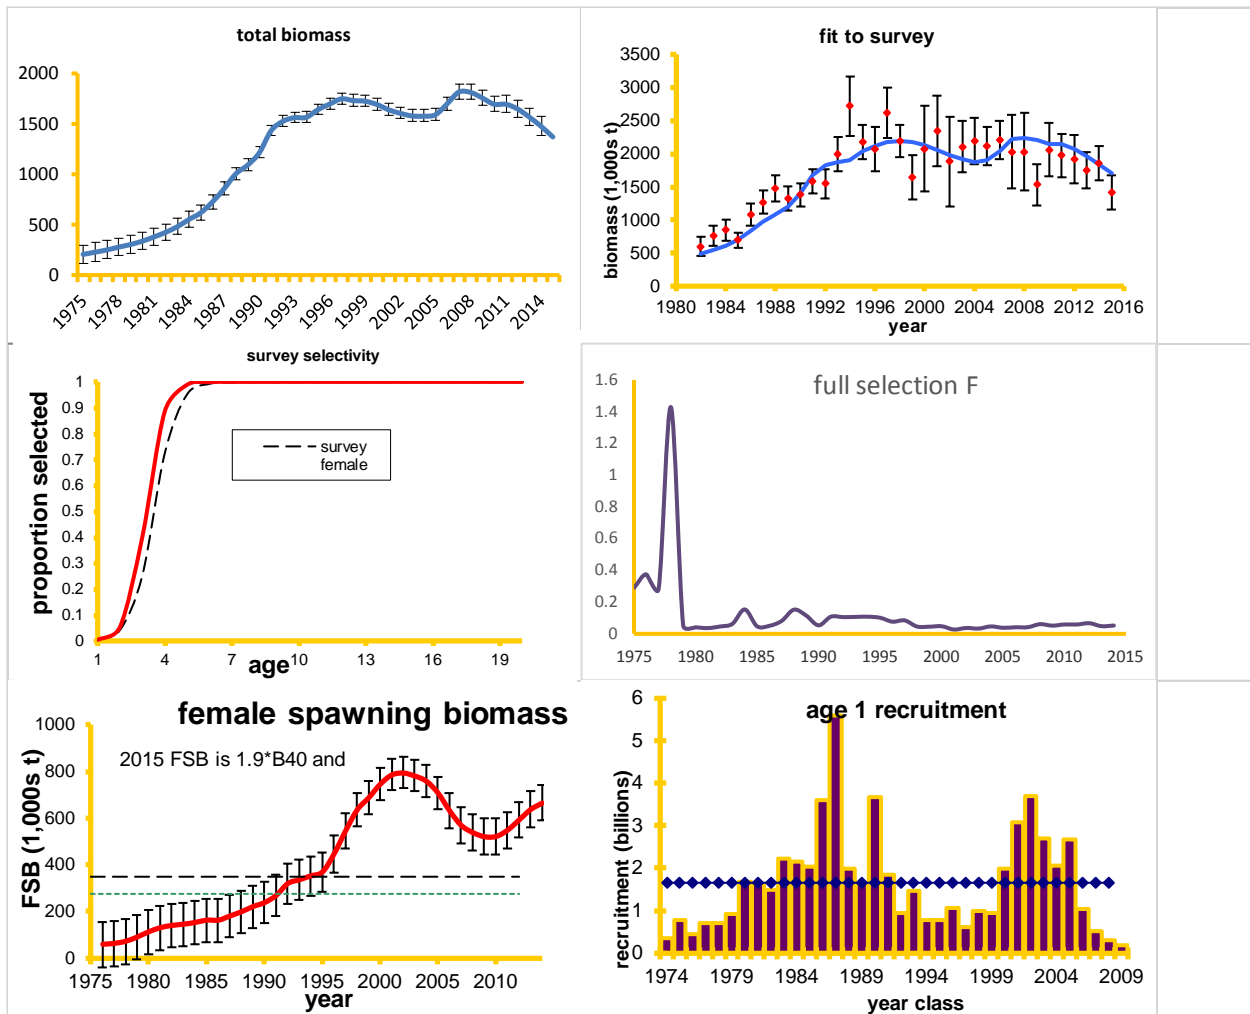 total biomass
2000
1500
1000
500
0
1975 1978 1981 1984 1987 1990 1993 1996 1999 2002 2005 2008 2011 2014
fit to survey
biomass (1,000s t)
3500
3000
2500
2000
1500
1000
500
0
1980 1984 1988 1992 1996 2000 2004 2008 2012 2016
year
survey selectivity
proportion selected
1
0.9
0.8
0.7
0.6
0.5
0.4
0.3
0.2
0.1
0
survey
female
1 4 7 10 13 16 19
age
full selection F
1.6
1.4
1.2
1
0.8
0.6
0.4
0.2
0
1975 1980 1985 1990 1995 2000 2005 2010 2015
female spawning biomass
2015 FSB is 1.9*B40 and
FSB (1,000s t)
1000
800
600
400
200
0
1975 1980 1985 1990 1995 2000 2005 2010
year
age 1 recruitment
recruitment (billions)
6
5
4
3
2
1
0
1974 1979 1984 1989 1994 1999 2004 2009
year class